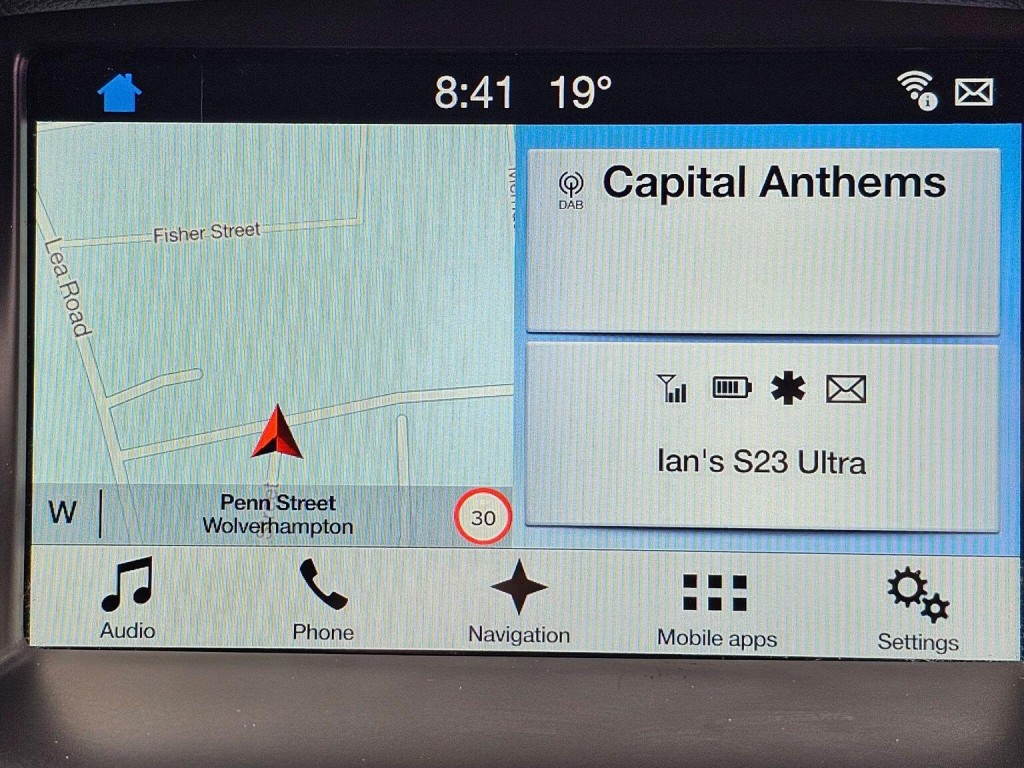 8:41 19°
i
DAB
Capital Anthems
Fisher Street
Lea Road
Ian's S23 Ultra
W
Penn Street
Wolverhampton
30
Audio
Phone
Navigation
Mobile apps
Settings